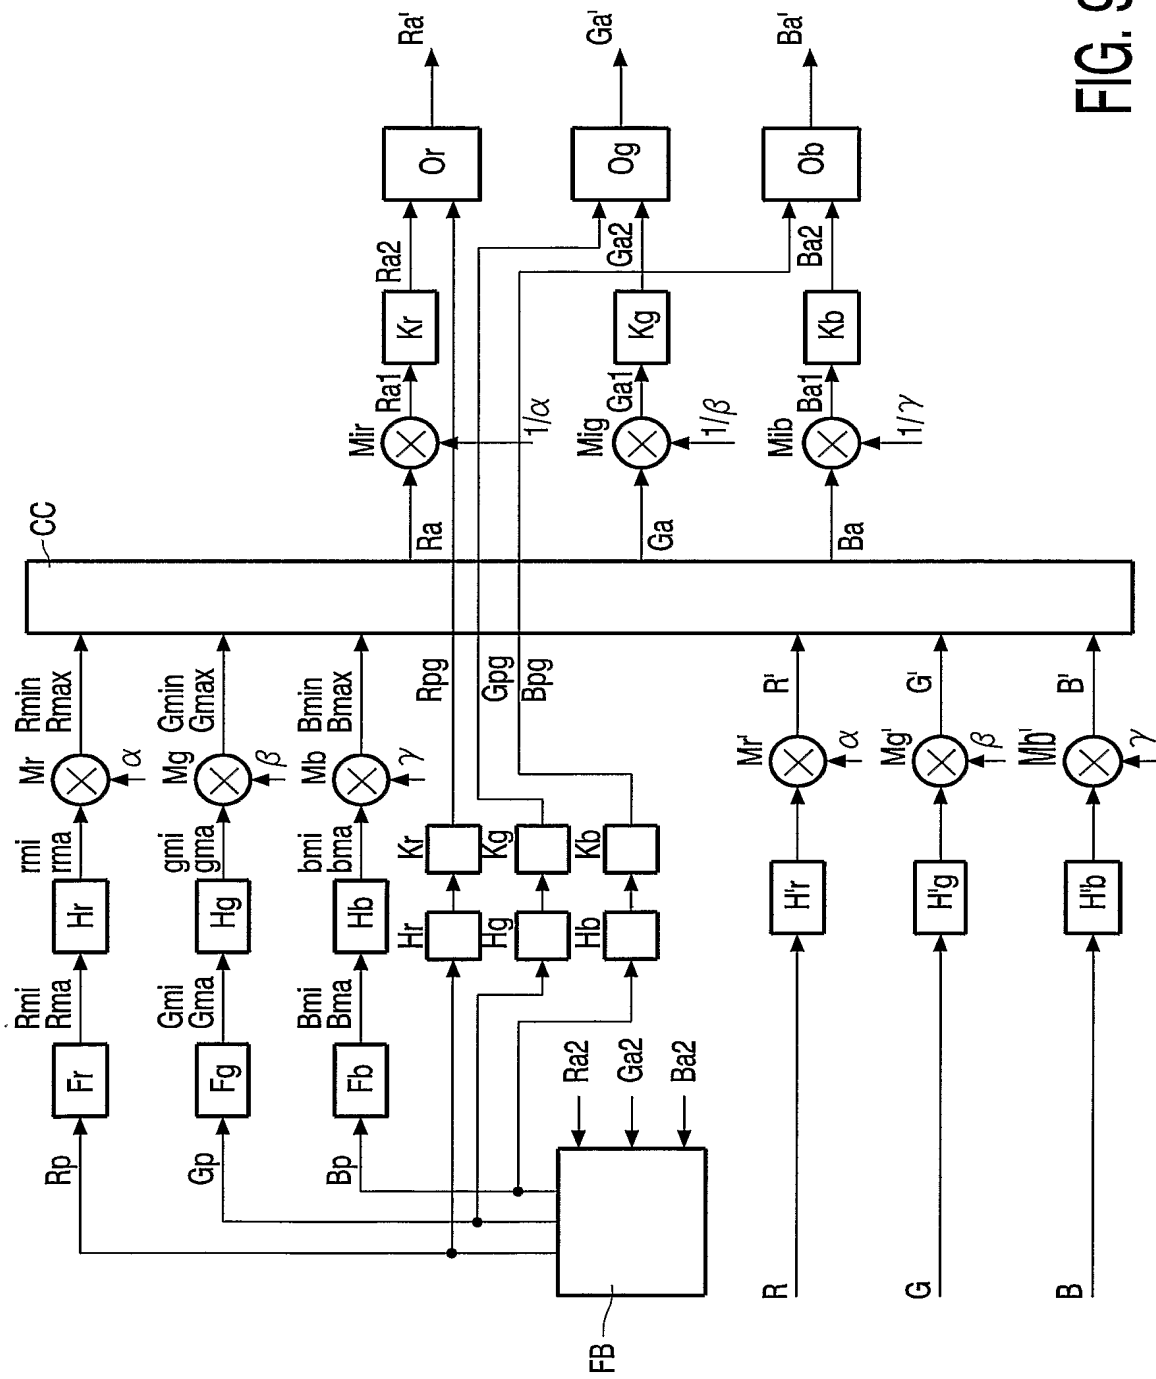 Rp
Fr
Rmi
Rma
Hr
rmi
rma
Mr
α
Rmin
Rmax
CC
Gp
Fg
Gmi
Gma
Hg
gmi
gma
Mg
β
Gmin
Gmax
Bp
Fb
Bmi
Bma
Hb
bmi
bma
Mb
γ
Bmin
Bmax
Hr
Kr
Rpg
Hg
Kg
Gpg
Hb
Kb
Bpg
FB
Ra2
Ga2
Ba2
Ra
Mir
1/α
Ra1
Kr
Ra2
Or
Ra'
Ga
Mig
1/β
Ga1
Kg
Ga2
Og
Ga'
Ba
Mib
1/γ
Ba1
Kb
Ba2
Ob
Ba'
R
H'r
Mr'
α
R'
G
H'g
Mg'
β
G'
B
H'b
Mb'
γ
B'
FIG.